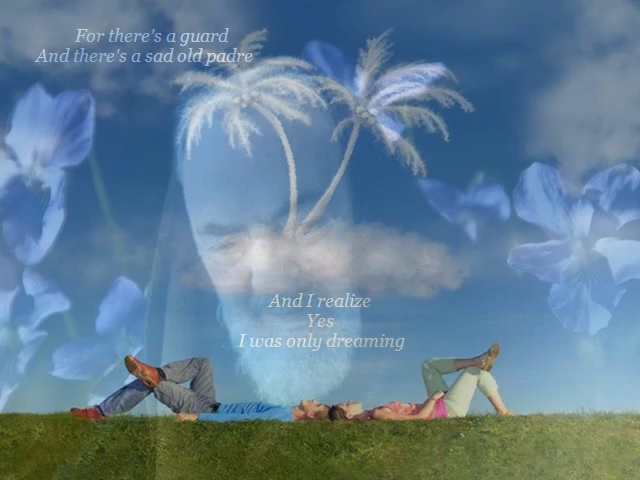 For there's a guard
And there's a sad old padre
And I realize
Yes
I was only dreaming